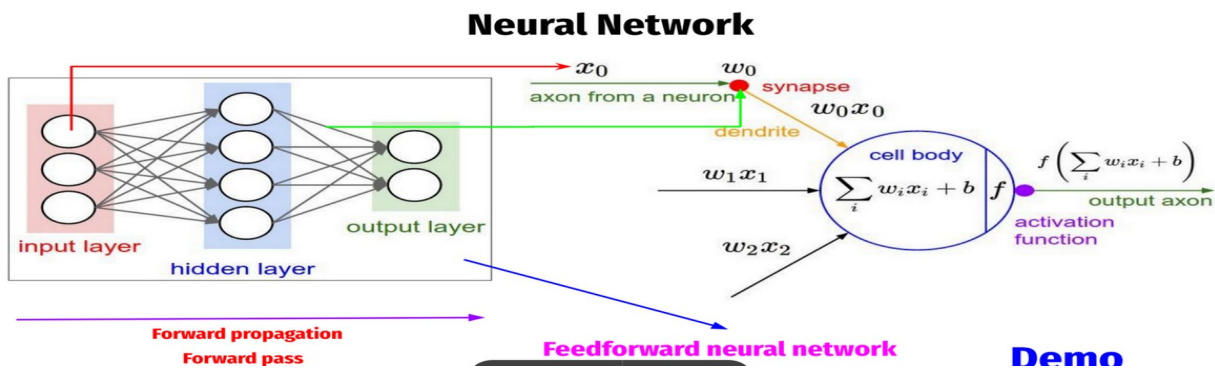 Neural Network
x₀
w₀
synapse
axon from a neuron
w₀x₀
dendrite
cell body
f(∑ᵢ wᵢxᵢ + b)
w₁x₁
∑ᵢ wᵢxᵢ + b
f
output axon
output layer
activation
function
input layer
w₂x₂
hidden layer
Forward propagation
Forward pass
Feedforward neural network
Demo